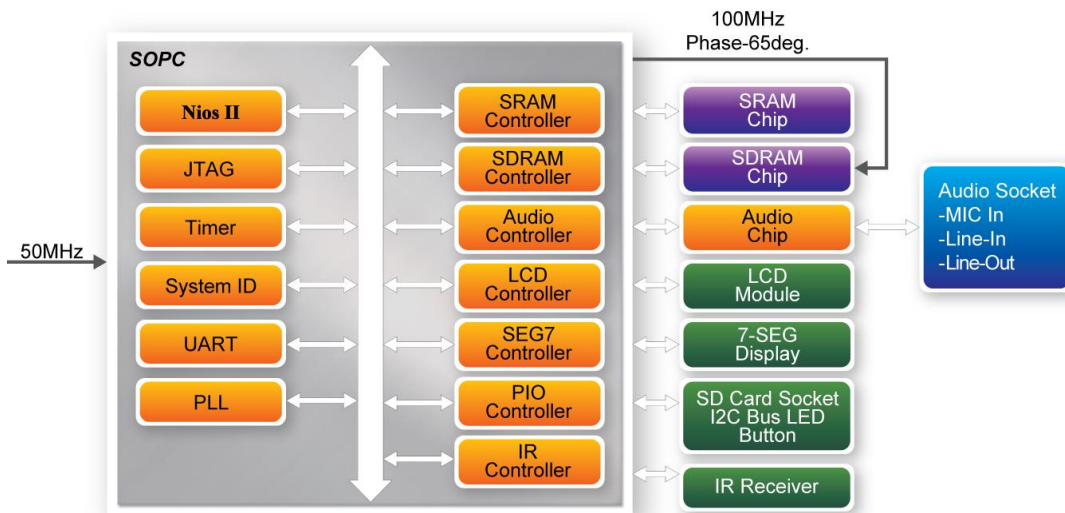 100MHz
Phase-65deg.
SOPC
Nios II
JTAG
Timer
50MHz
System ID
UART
PLL
SRAM
Controller
SDRAM
Controller
Audio
Controller
LCD
Controller
SEG7
Controller
PIO
Controller
IR
Controller
SRAM
Chip
SDRAM
Chip
Audio
Chip
LCD
Module
7-SEG
Display
SD Card Socket
I2C Bus LED
Button
IR Receiver
Audio Socket
-MIC In
-Line-In
-Line-Out